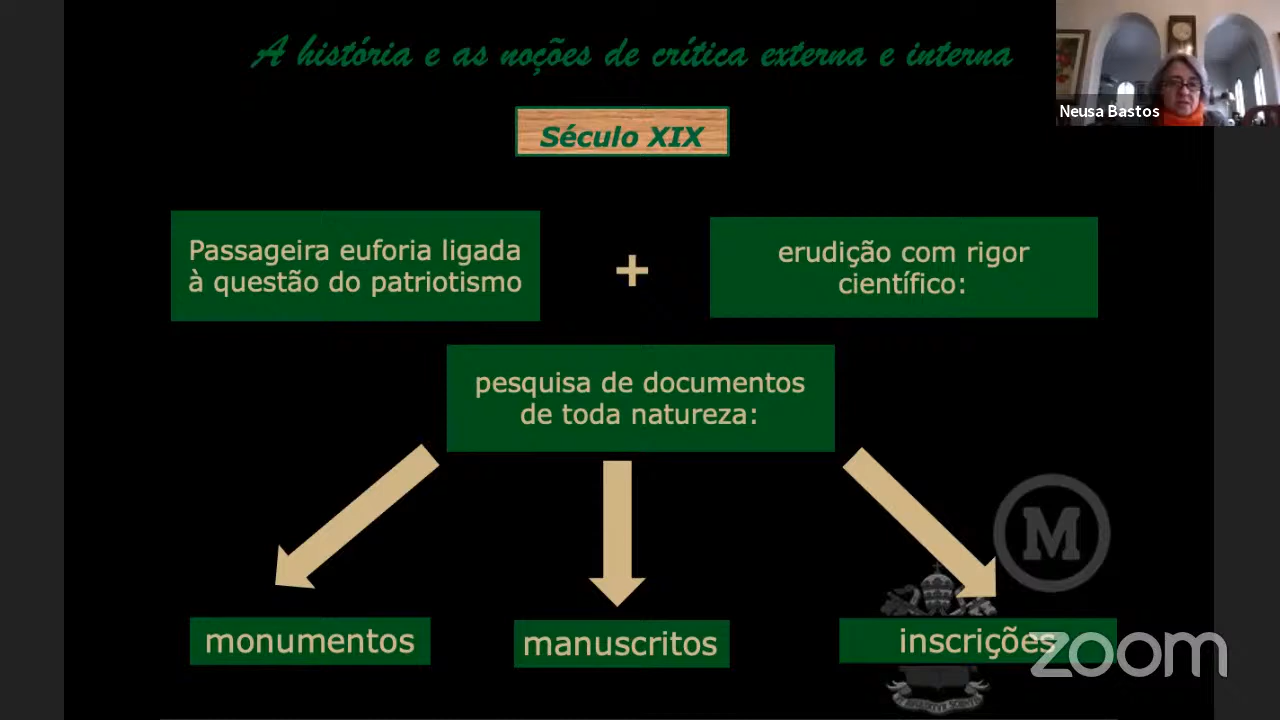 A história e as noções de crítica externa e interna
Neusa Bastos
Século XIX
Passageira euforia ligada
à questão do patriotismo
+
erudição com rigor
científico:
pesquisa de documentos
de toda natureza:
M
monumentos
manuscritos
inscrições
zoom